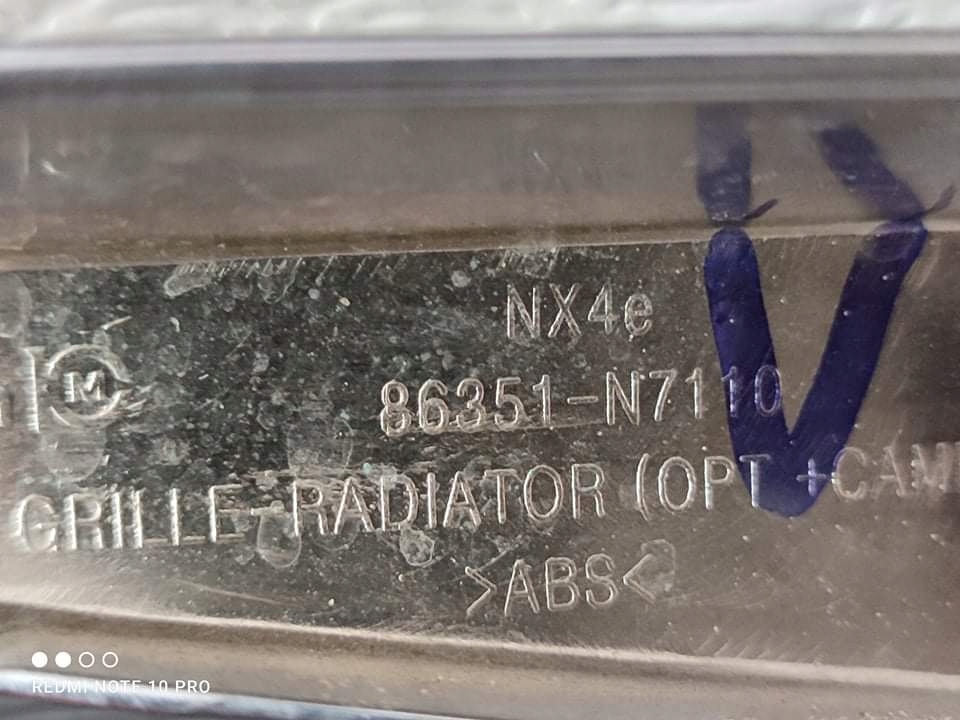 NX4e
M
86351-N7110
GRILLE-RADIATOR (OPT +CAM
>ABS<
REDMI NOTE 10 PRO